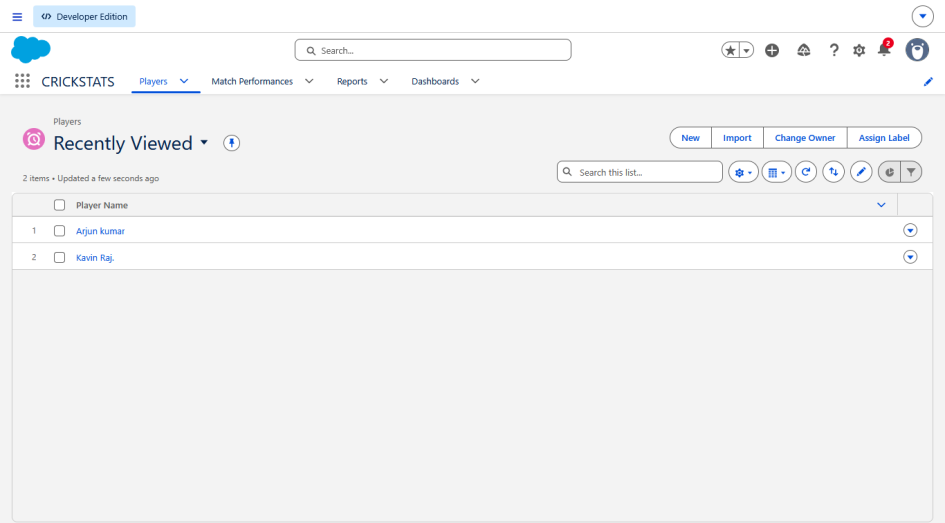 Developer Edition
Search...
2
CRICKSTATS Players Match Performances Reports Dashboards
Players
Recently Viewed
New Import Change Owner Assign Label
2 items • Updated a few seconds ago
Search this list...
Player Name
1 Arjun kumar
2 Kavin Raj.